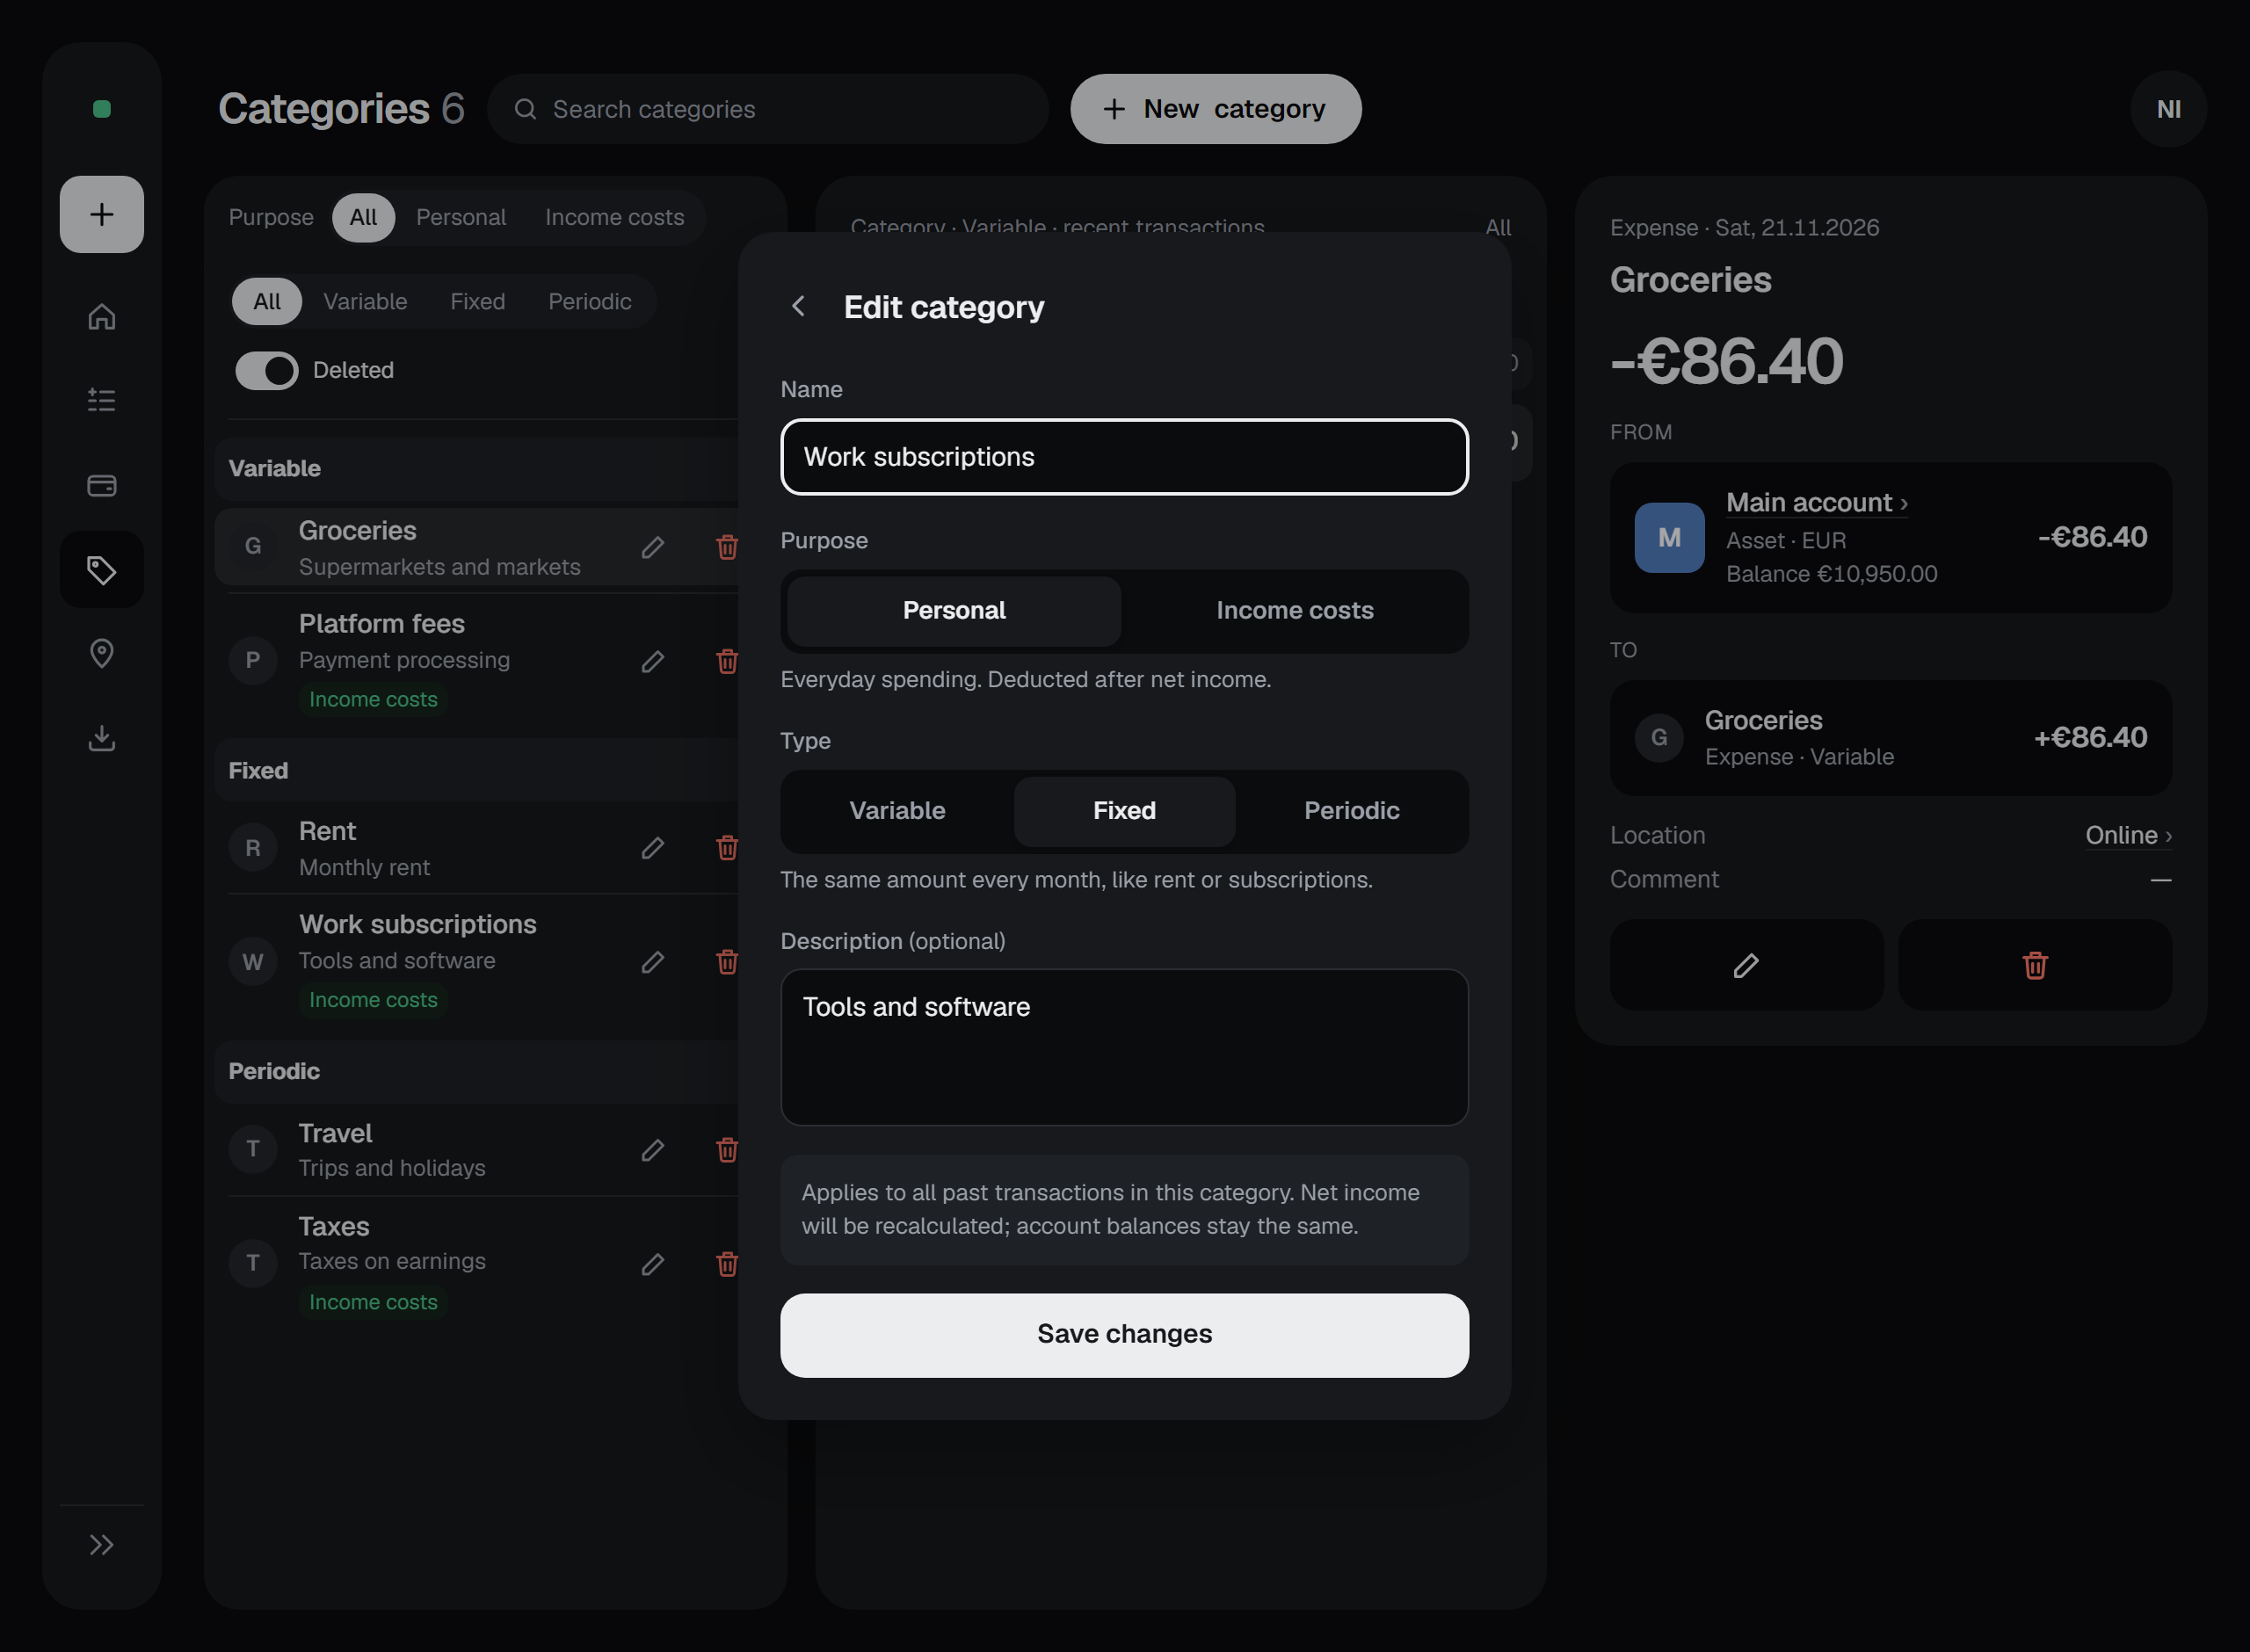 Categories 6
Search categories
New category
NI
Purpose
All
Personal
Income costs
All
Variable
Fixed
Periodic
Deleted
Variable
G
Groceries
Supermarkets and markets
P
Platform fees
Payment processing
Income costs
Fixed
R
Rent
Monthly rent
W
Work subscriptions
Tools and software
Income costs
Periodic
T
Travel
Trips and holidays
T
Taxes
Taxes on earnings
Income costs
Category · Variable · recent transactions
All
Edit category
Name
Work subscriptions
Purpose
Personal
Income costs
Everyday spending. Deducted after net income.
Type
Variable
Fixed
Periodic
The same amount every month, like rent or subscriptions.
Description (optional)
Tools and software
Applies to all past transactions in this category. Net income
will be recalculated; account balances stay the same.
Save changes
Expense · Sat, 21.11.2026
Groceries
-€86.40
FROM
M
Main account ›
Asset · EUR
Balance €10,950.00
-€86.40
TO
G
Groceries
Expense · Variable
+€86.40
Location
Online ›
Comment
—